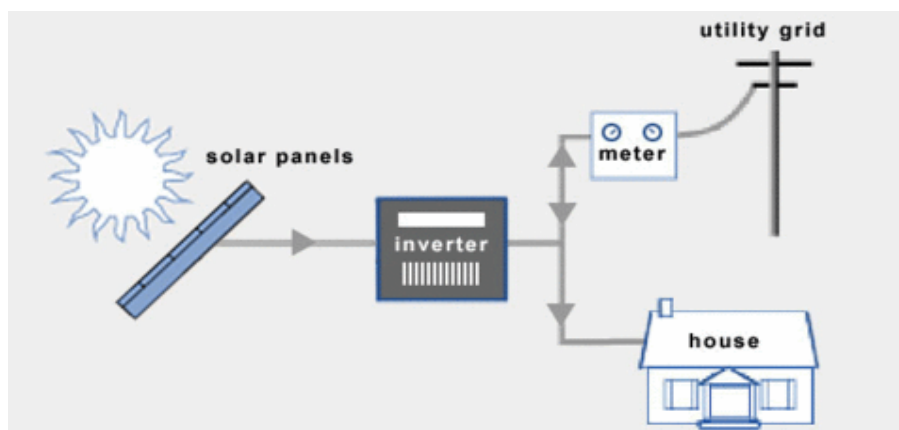 utility grid
solar panels
meter
inverter
house